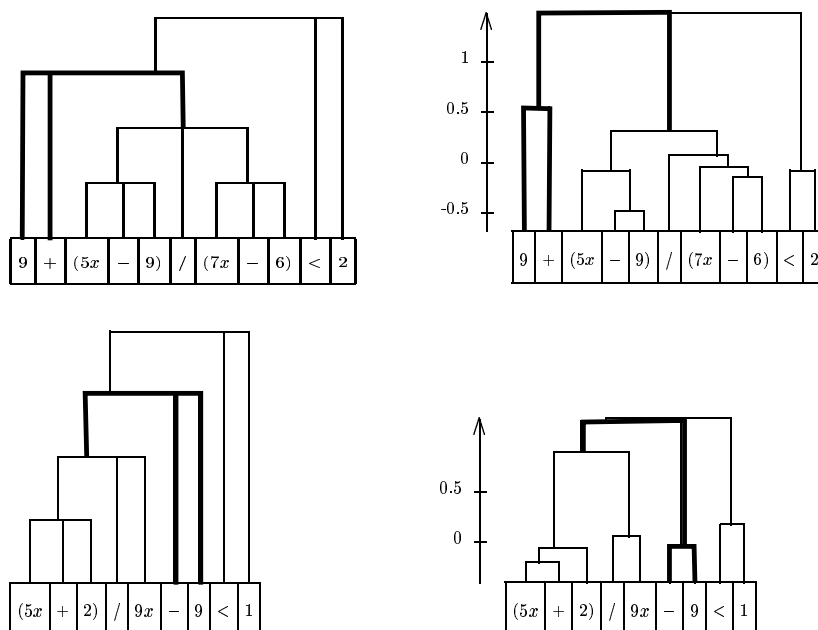 1
0.5
0
-0.5
9 + (5x − 9) / (7x − 6) < 2
9 + (5x − 9) / (7x − 6) < 2
0.5
0
(5x + 2) / 9x − 9 < 1
(5x + 2) / 9x − 9 < 1